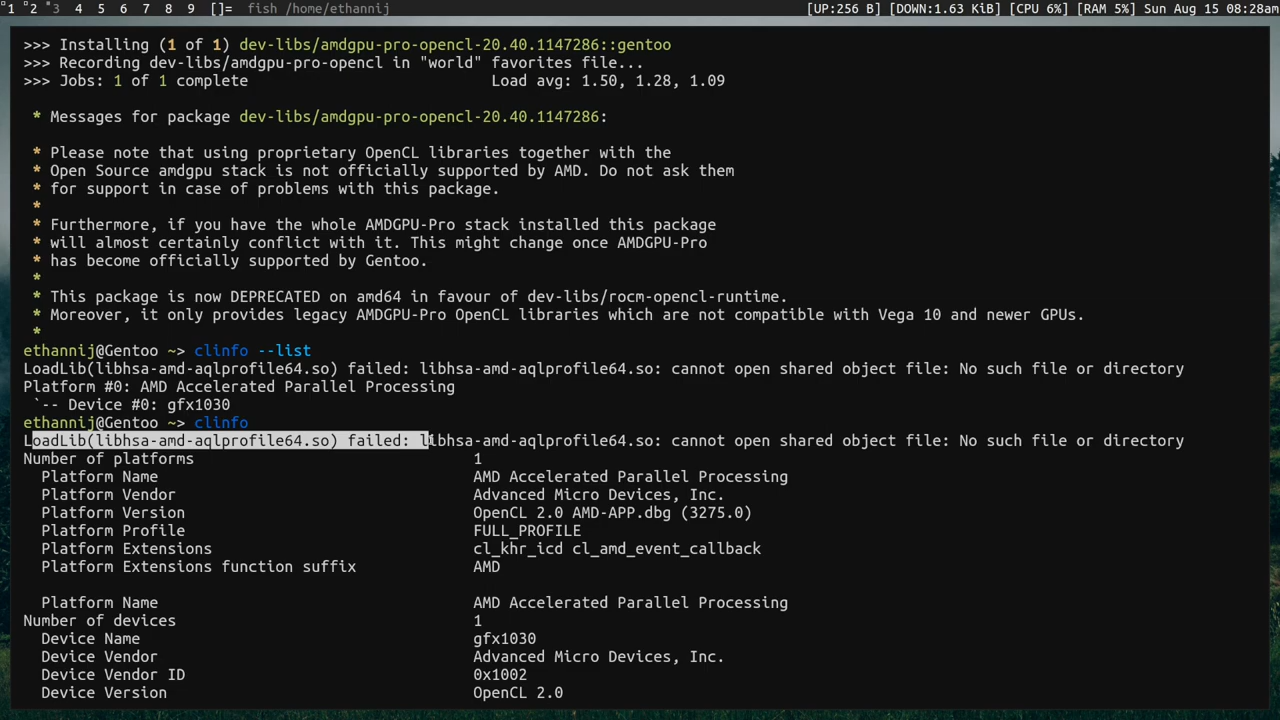 1 2 3 4 5 6 7 8 9 []= fish /home/ethannij [UP:256 B] [DOWN:1.63 KiB] [CPU 6%] [RAM 5%] Sun Aug 15 08:28am
>>> Installing (1 of 1) dev-libs/amdgpu-pro-opencl-20.40.1147286::gentoo
>>> Recording dev-libs/amdgpu-pro-opencl in "world" favorites file...
>>> Jobs: 1 of 1 complete Load avg: 1.50, 1.28, 1.09
* Messages for package dev-libs/amdgpu-pro-opencl-20.40.1147286:
* Please note that using proprietary OpenCL libraries together with the
* Open Source amdgpu stack is not officially supported by AMD. Do not ask them
* for support in case of problems with this package.
*
* Furthermore, if you have the whole AMDGPU-Pro stack installed this package
* will almost certainly conflict with it. This might change once AMDGPU-Pro
* has become officially supported by Gentoo.
*
* This package is now DEPRECATED on amd64 in favour of dev-libs/rocm-opencl-runtime.
* Moreover, it only provides legacy AMDGPU-Pro OpenCL libraries which are not compatible with Vega 10 and newer GPUs.
*
ethannij@Gentoo ~> clinfo --list
LoadLib(libhsa-amd-aqlprofile64.so) failed: libhsa-amd-aqlprofile64.so: cannot open shared object file: No such file or directory
Platform #0: AMD Accelerated Parallel Processing
`-- Device #0: gfx1030
ethannij@Gentoo ~> clinfo
LoadLib(libhsa-amd-aqlprofile64.so) failed: libhsa-amd-aqlprofile64.so: cannot open shared object file: No such file or directory
Number of platforms 1
Platform Name AMD Accelerated Parallel Processing
Platform Vendor Advanced Micro Devices, Inc.
Platform Version OpenCL 2.0 AMD-APP.dbg (3275.0)
Platform Profile FULL_PROFILE
Platform Extensions cl_khr_icd cl_amd_event_callback
Platform Extensions function suffix AMD
Platform Name AMD Accelerated Parallel Processing
Number of devices 1
Device Name gfx1030
Device Vendor Advanced Micro Devices, Inc.
Device Vendor ID 0x1002
Device Version OpenCL 2.0